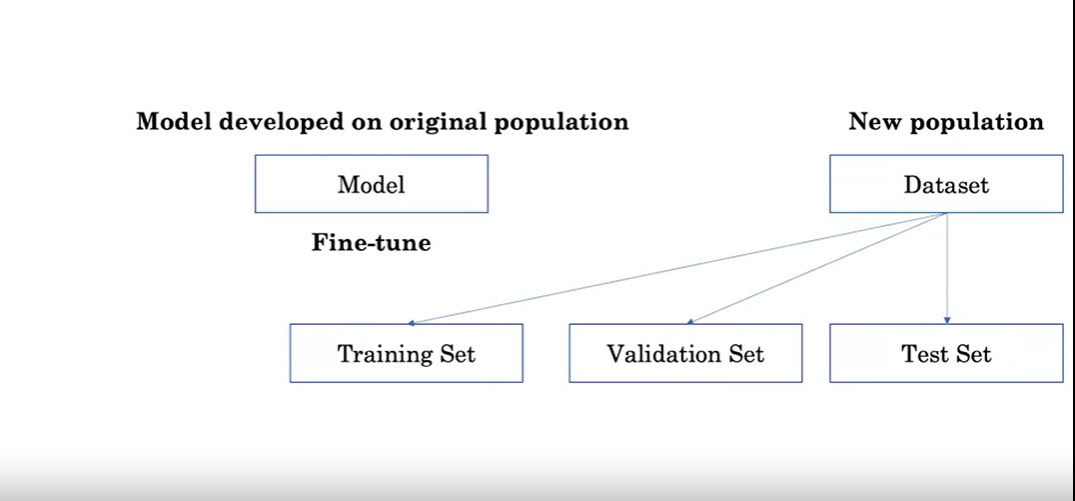 Model developed on original population
New population
Model
Dataset
Fine-tune
Training Set
Validation Set
Test Set